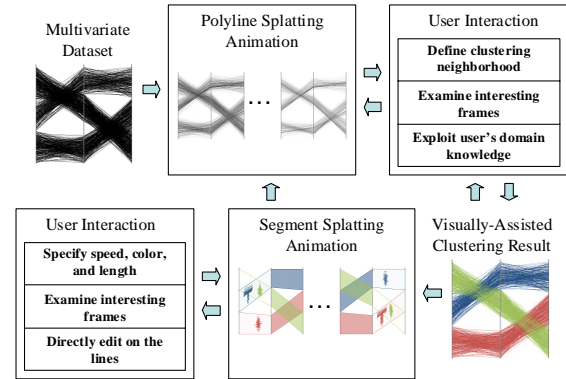 Multivariate
Dataset
Polyline Splatting
Animation
...
User Interaction
Define clustering
neighborhood
Examine interesting
frames
Exploit user's domain
knowledge
User Interaction
Specify speed, color,
and length
Examine interesting
frames
Directly edit on the
lines
Segment Splatting
Animation
...
Visually-Assisted
Clustering Result